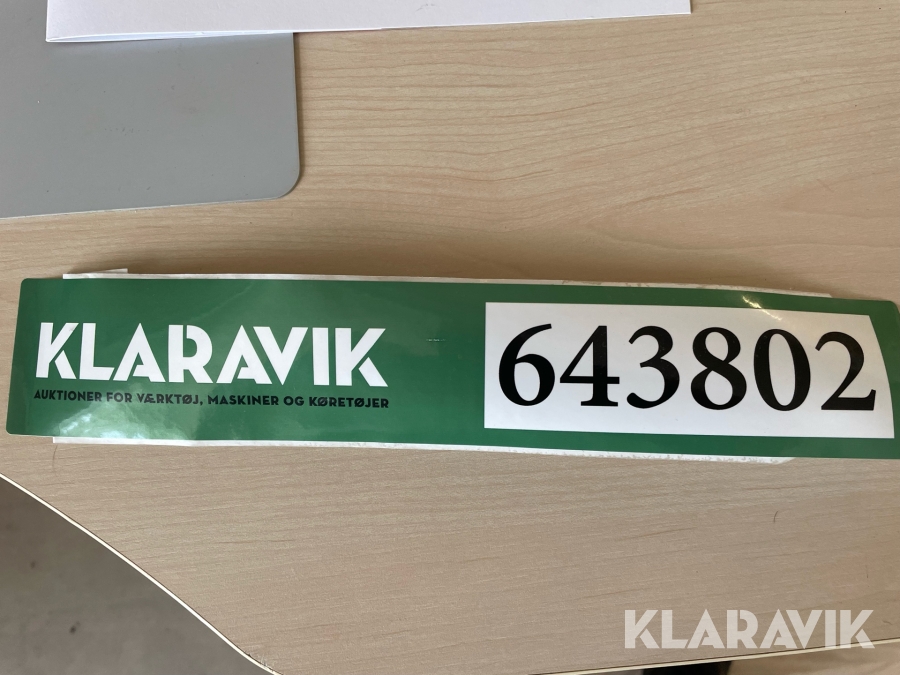 KLARAVIK
AUKTIONER FOR VÆRKTØJ, MASKINER OG KØRETØJER
643802
KLARAVIK